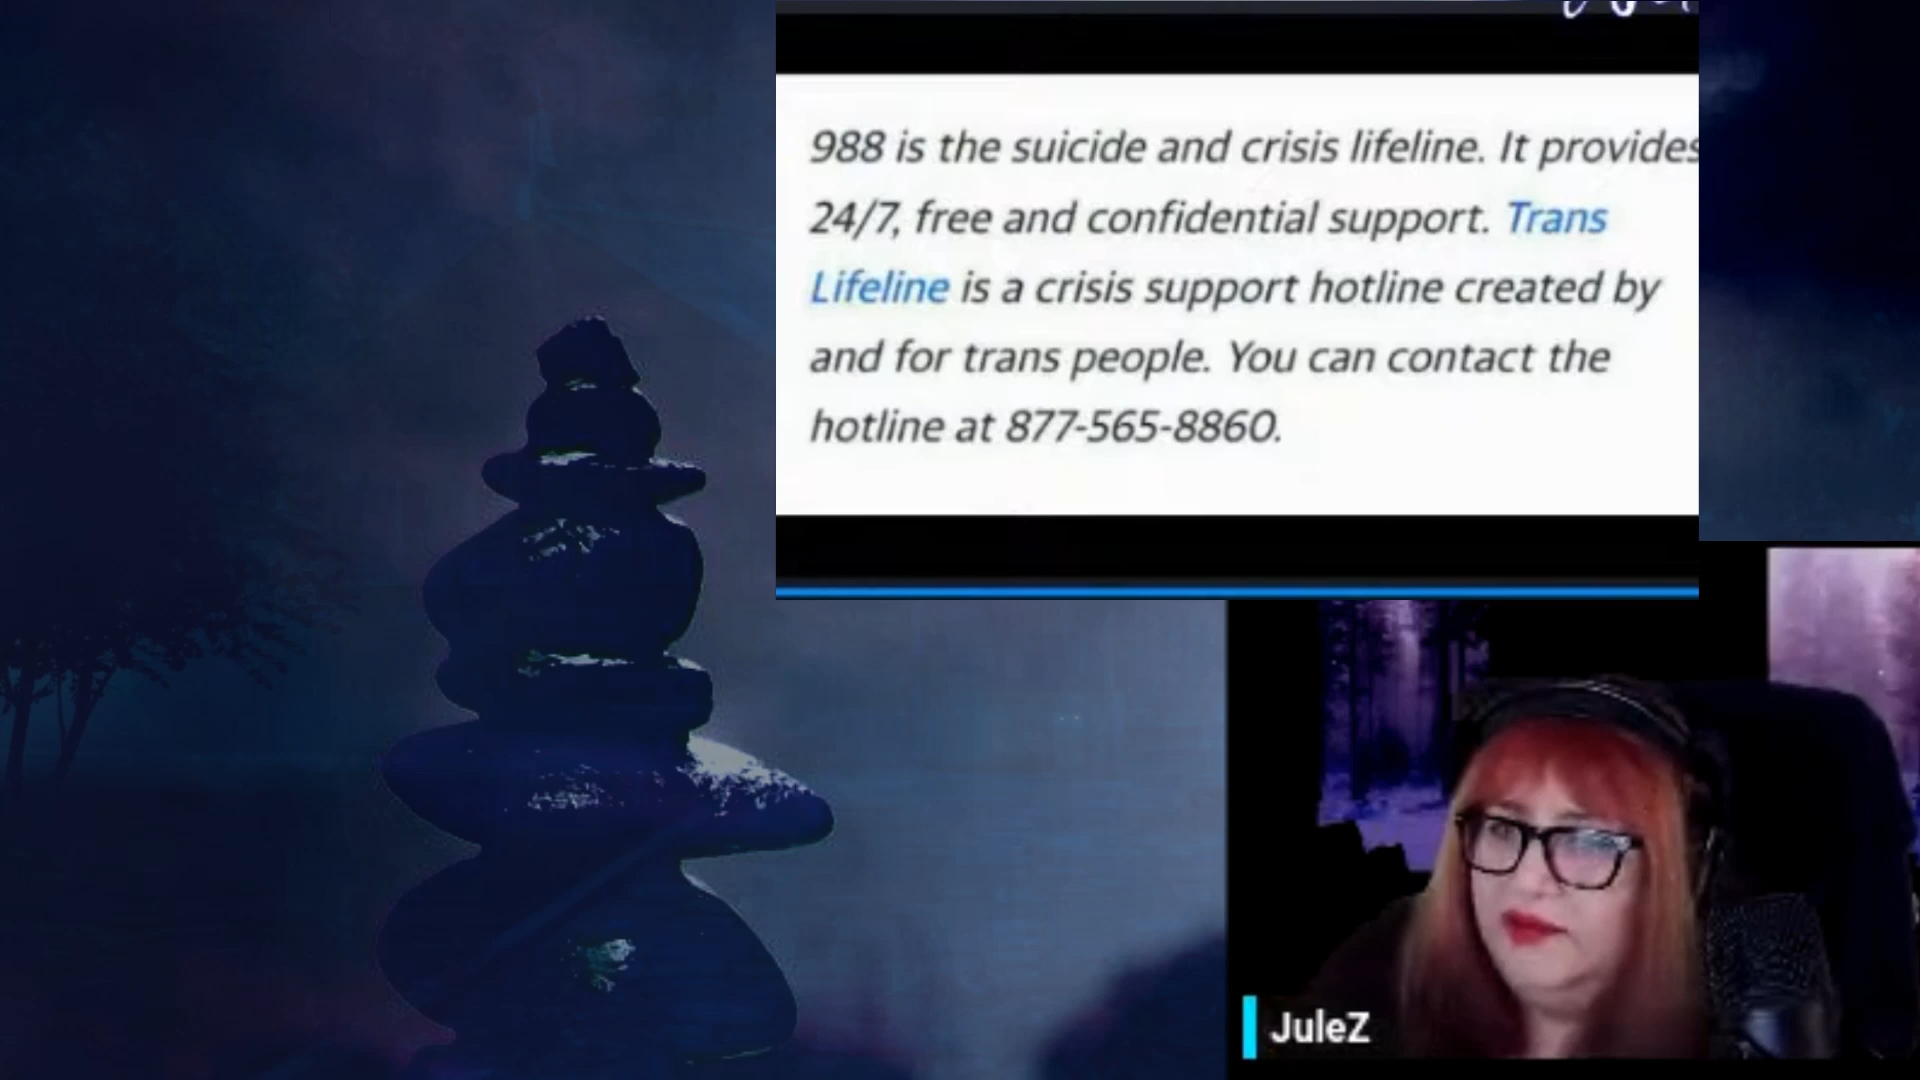 988 is the suicide and crisis lifeline. It provides
24/7, free and confidential support. Trans
Lifeline is a crisis support hotline created by
and for trans people. You can contact the
hotline at 877-565-8860.
JuleZ